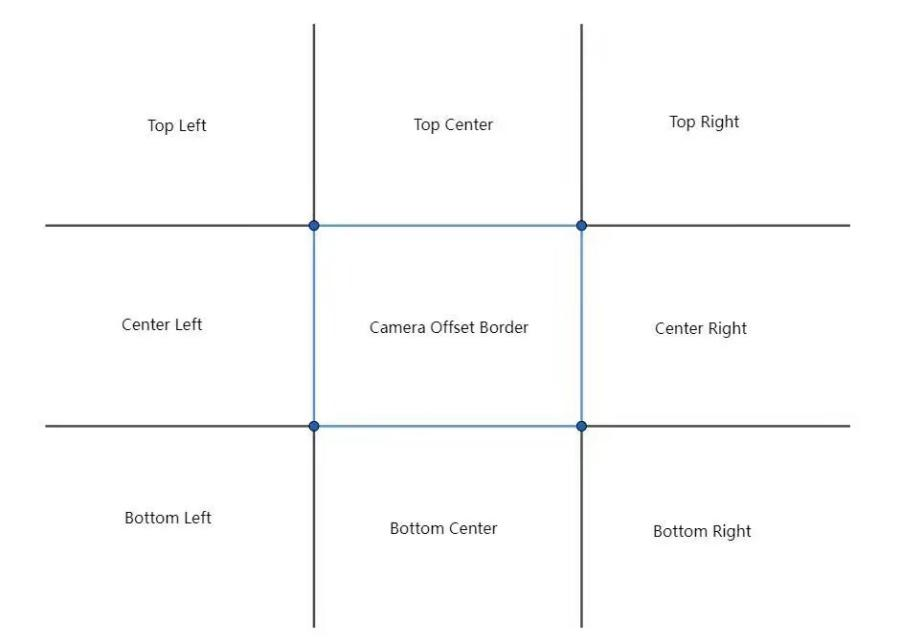 Top Left
Top Center
Top Right
Center Left
Camera Offset Border
Center Right
Bottom Left
Bottom Center
Bottom Right